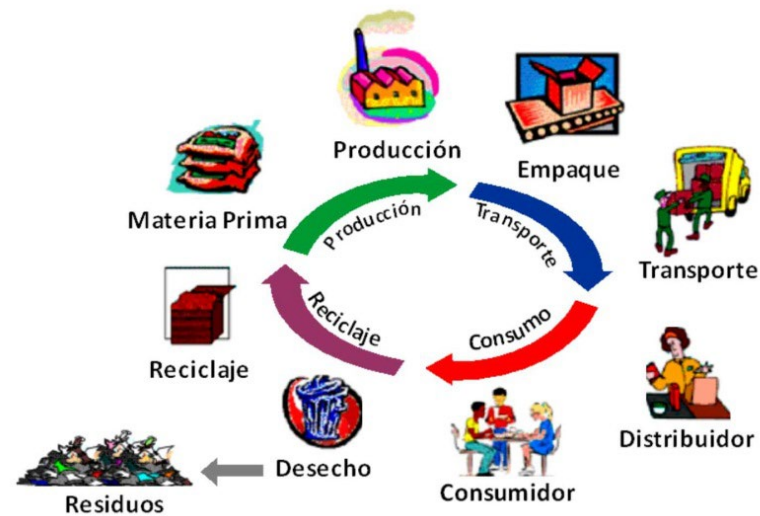 Producción
Empaque
Materia Prima
Producción
Transporte
Transporte
Reciclaje
Consumo
Reciclaje
Distribuidor
Desecho
Consumidor
Residuos